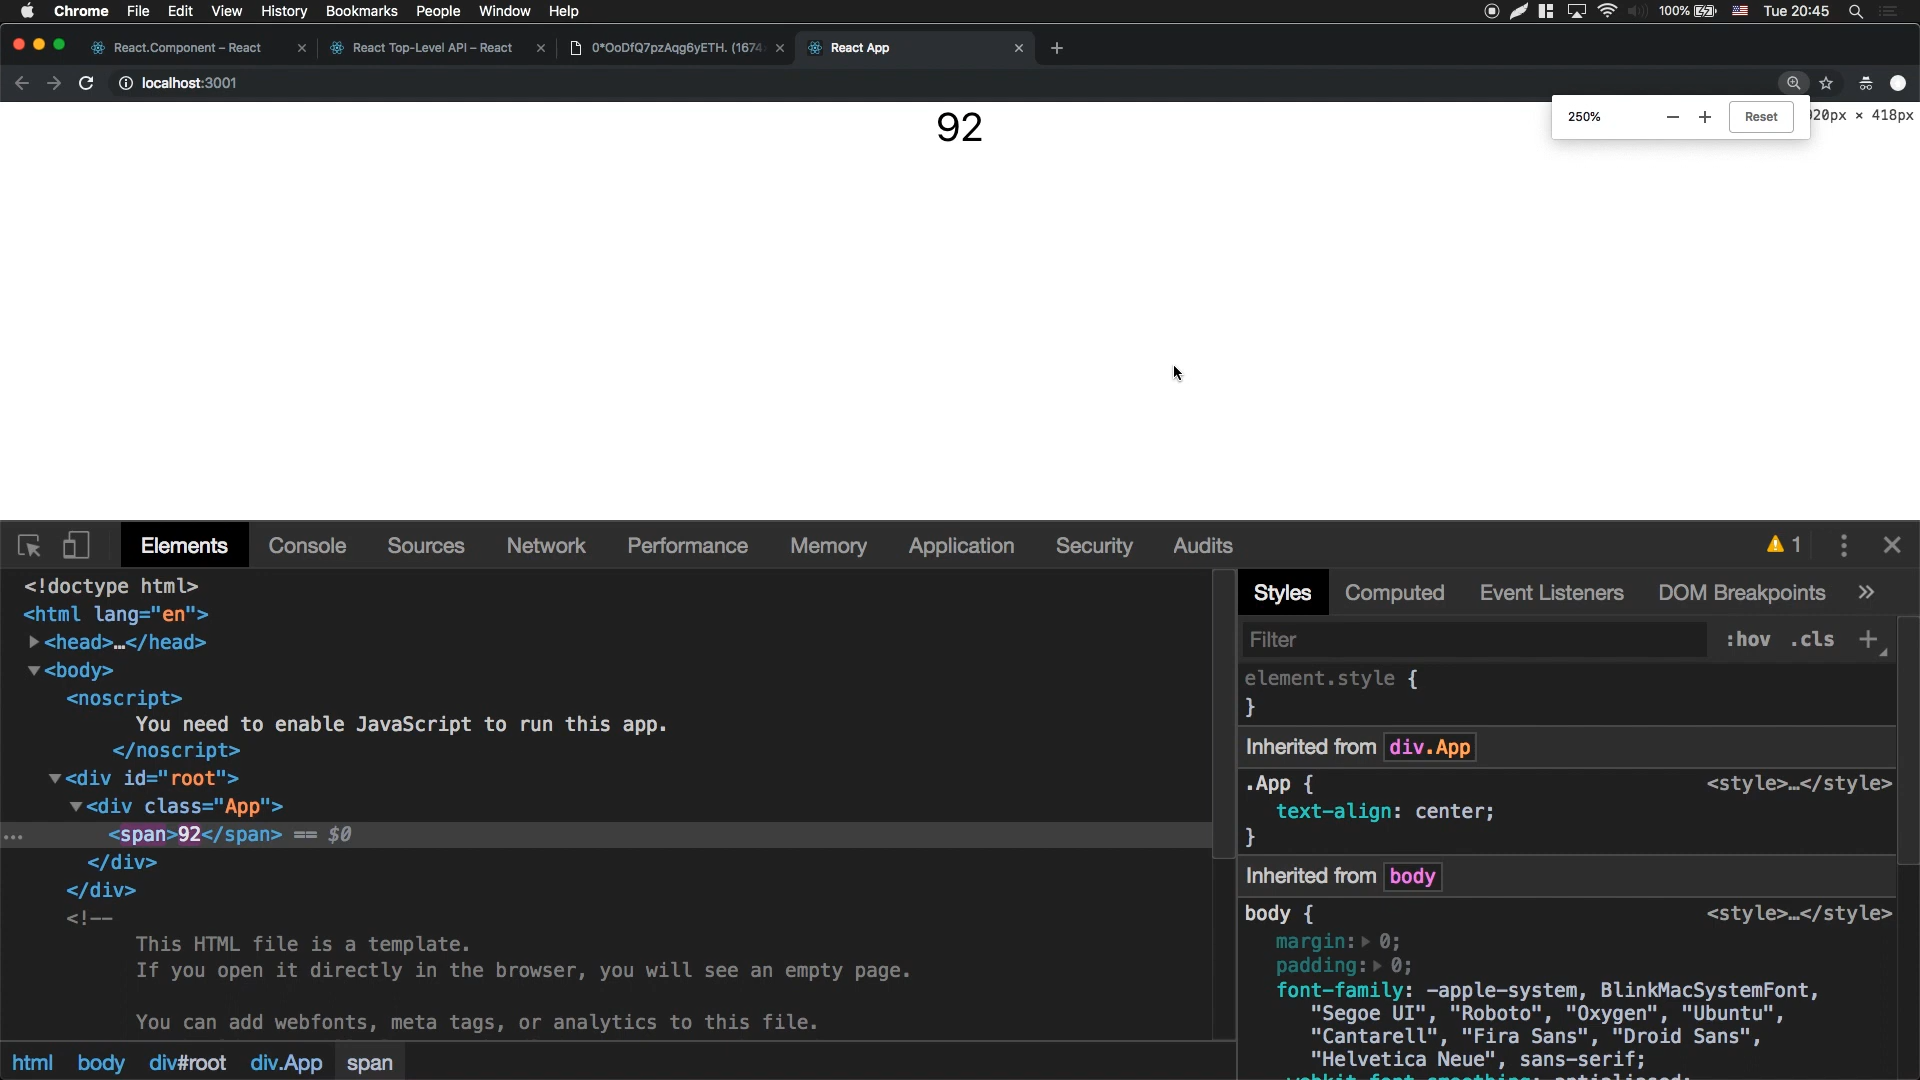 Chrome File Edit View History Bookmarks People Window Help 100% Tue 20:45
React.Component – React React Top-Level API – React 0*OoDfQ7pzAqg6yETH. (1674 React App
localhost:3001
92
250% Reset 20px × 418px
Elements Console Sources Network Performance Memory Application Security Audits 1
<!doctype html>
<html lang="en">
<head>…</head>
<body>
<noscript>
You need to enable JavaScript to run this app.
</noscript>
<div id="root">
<div class="App">
… <span>92</span> == $0
</div>
</div>
<!--
This HTML file is a template.
If you open it directly in the browser, you will see an empty page.
You can add webfonts, meta tags, or analytics to this file.
html body div#root div.App span
Styles Computed Event Listeners DOM Breakpoints »
Filter :hov .cls +
element.style {
}
Inherited from div.App
.App { <style>…</style>
text-align: center;
}
Inherited from body
body { <style>…</style>
margin: 0;
padding: 0;
font-family: -apple-system, BlinkMacSystemFont,
"Segoe UI", "Roboto", "Oxygen", "Ubuntu",
"Cantarell", "Fira Sans", "Droid Sans",
"Helvetica Neue", sans-serif;